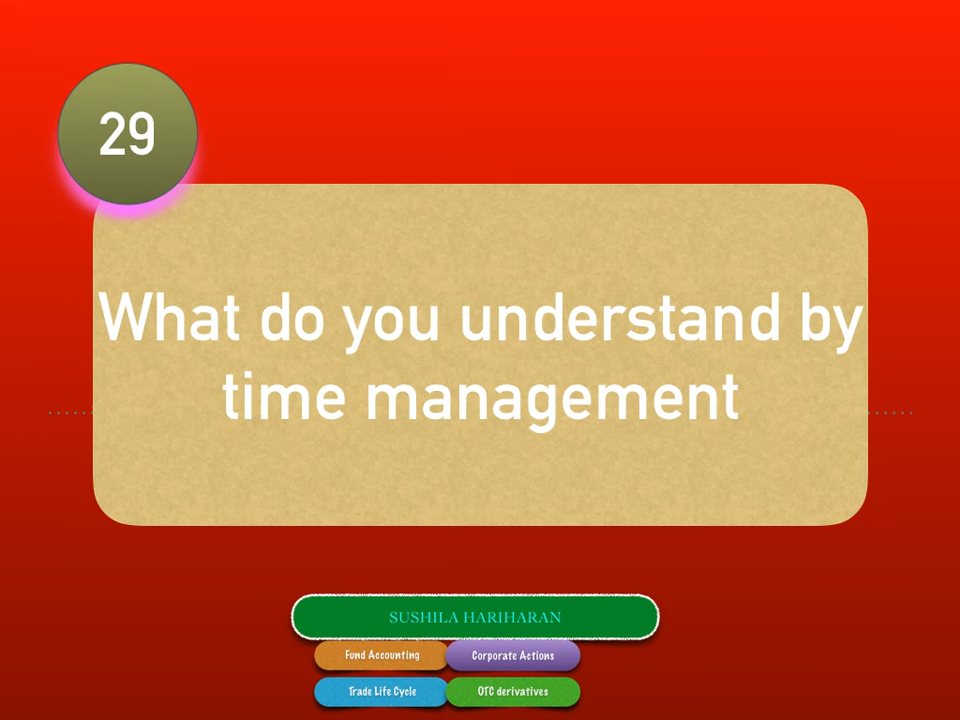 29
What do you understand by
time management
SUSHILA HARIHARAN
Fund Accounting
Corporate Actions
Trade Life Cycle
OTC derivatives